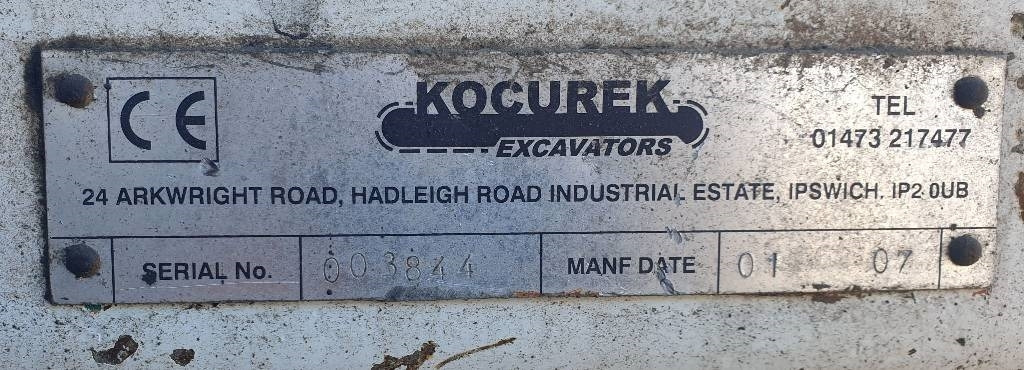 CE
KOCUREK
EXCAVATORS
TEL
01473 217477
24 ARKWRIGHT ROAD, HADLEIGH ROAD INDUSTRIAL ESTATE, IPSWICH. IP2 0UB
SERIAL No. 003844 MANF DATE 01 07